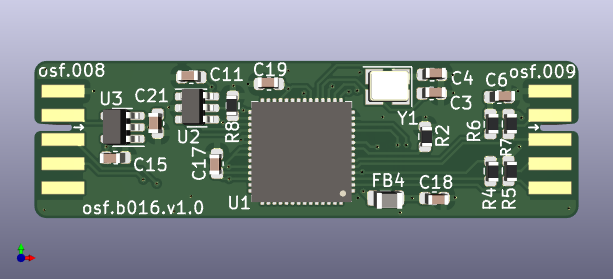 osf.008
osf.009
C11
C19
C4
C6
U3
C21
C3
Y1
U2
R8
R2
R6
R7
C15
C17
FB4
C18
R4
R5
U1
osf.b016.v1.0